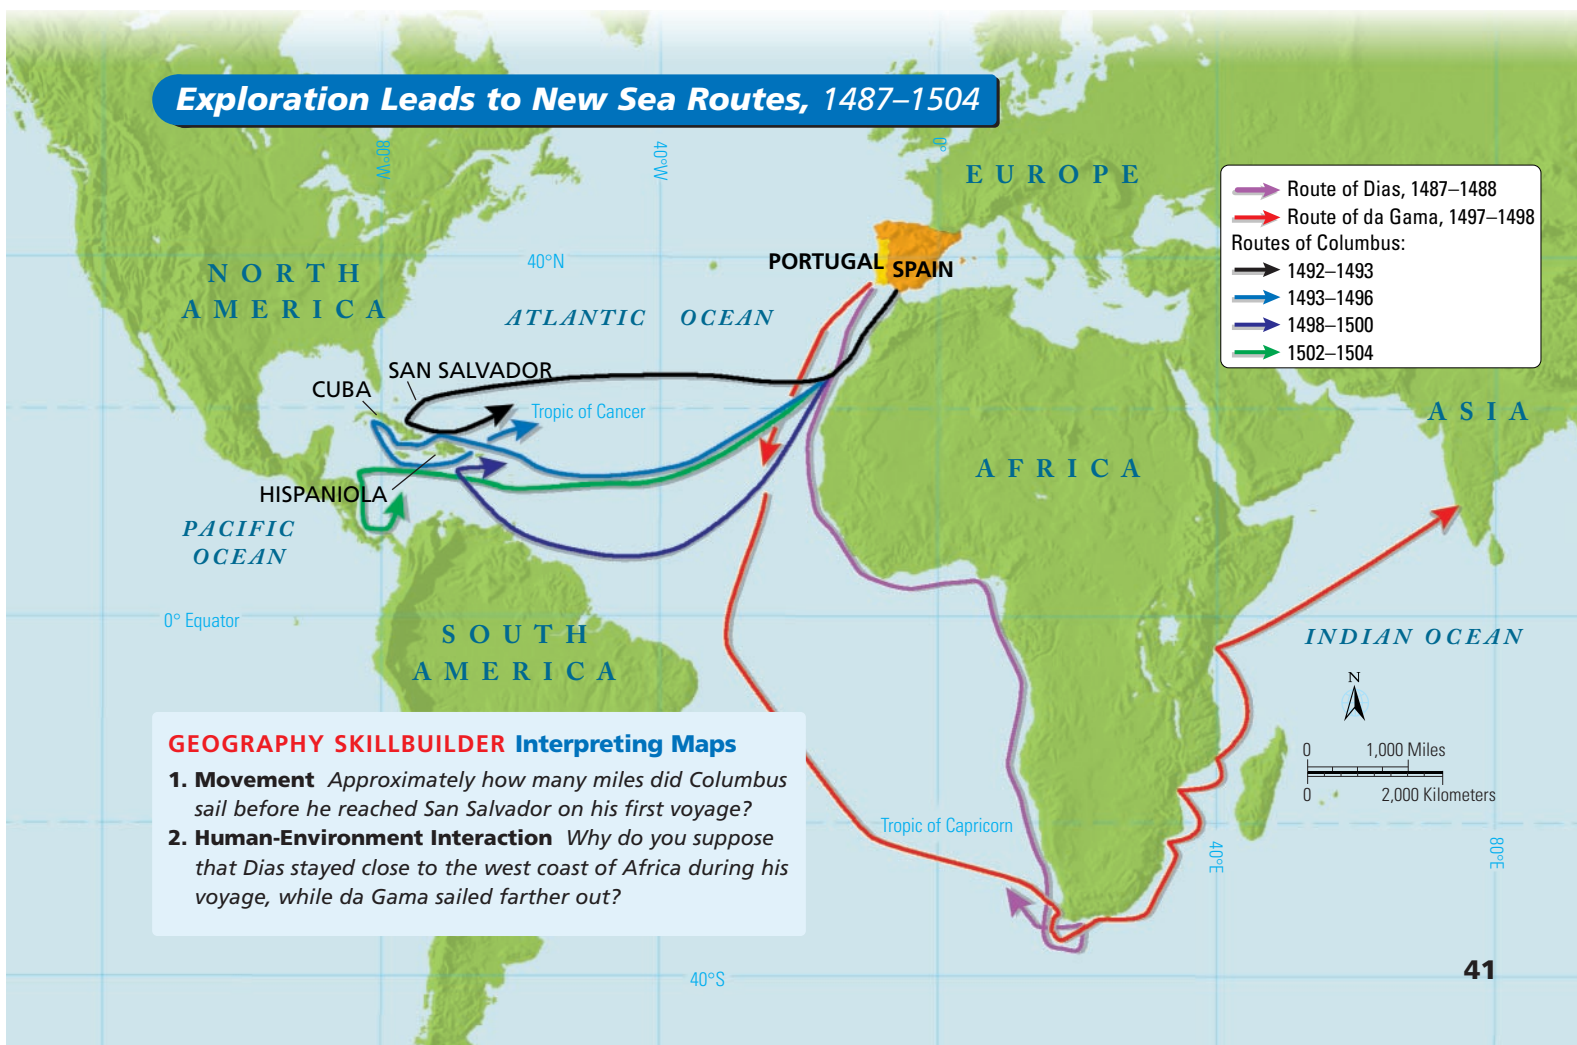 Exploration Leads to New Sea Routes, 1487–1504
80°W
40°W
0°
EUROPE
Route of Dias, 1487–1488
Route of da Gama, 1497–1498
Routes of Columbus:
1492–1493
1493–1496
1498–1500
1502–1504
NORTH
AMERICA
40°N
PORTUGAL
SPAIN
ATLANTIC OCEAN
SAN SALVADOR
CUBA
Tropic of Cancer
ASIA
AFRICA
HISPANIOLA
PACIFIC
OCEAN
0° Equator
SOUTH
AMERICA
INDIAN OCEAN
N
0 1,000 Miles
0 2,000 Kilometers
GEOGRAPHY SKILLBUILDER Interpreting Maps
1. Movement Approximately how many miles did Columbus
sail before he reached San Salvador on his first voyage?
2. Human-Environment Interaction Why do you suppose
that Dias stayed close to the west coast of Africa during his
voyage, while da Gama sailed farther out?
Tropic of Capricorn
40°E
80°E
40°S
41